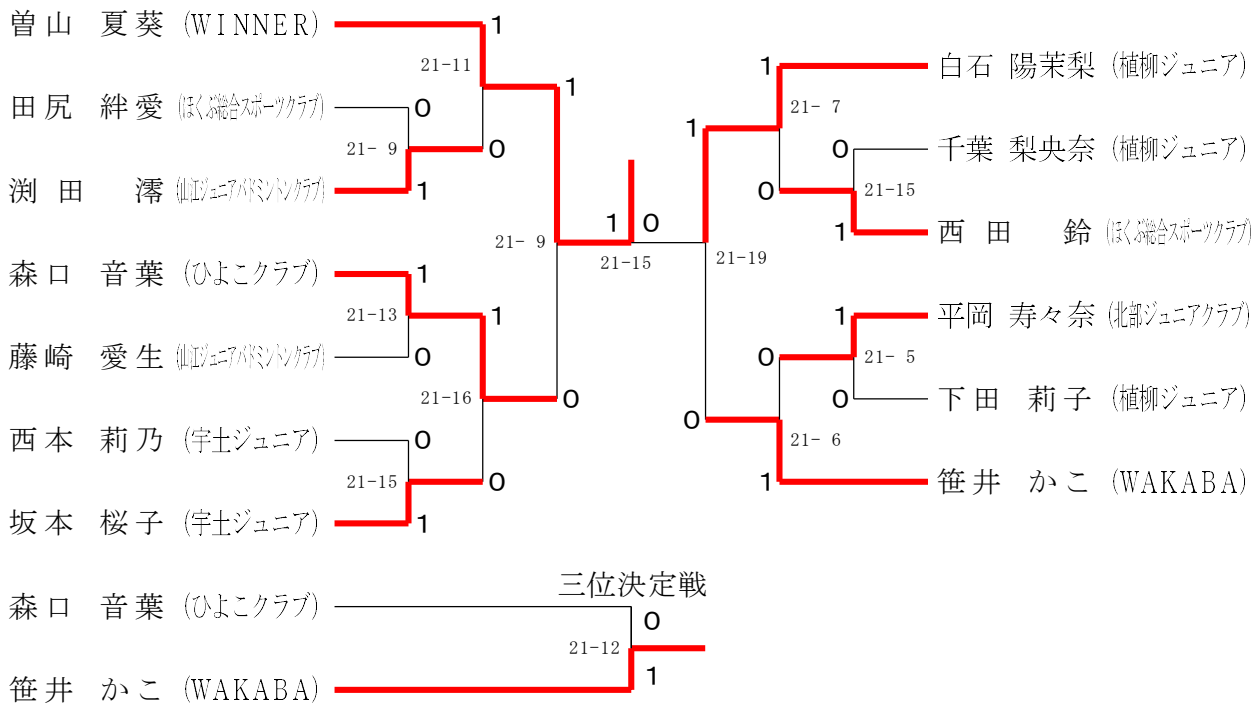 曽山 夏葵 (WINNER)
1
21-11
1
田尻 絆愛 (ほくぶ総合スポーツクラブ)
0
21- 9
0
渕田 澪 (山江ジュニアバドミントンクラブ)
1
21- 9
森口 音葉 (ひよこクラブ)
1
21-13
1
藤崎 愛生 (山江ジュニアバドミントンクラブ)
0
21-16
0
西本 莉乃 (宇土ジュニア)
0
21-15
0
坂本 桜子 (宇土ジュニア)
1
1 0
21-15
1
白石 陽茉梨 (植柳ジュニア)
21- 7
1
0
千葉 梨央奈 (植柳ジュニア)
0
21-15
1
西田 鈴 (ほくぶ総合スポーツクラブ)
21-19
1
平岡 寿々奈 (北部ジュニアクラブ)
0
21- 5
0
下田 莉子 (植柳ジュニア)
0
21- 6
1
笹井 かこ (WAKABA)
三位決定戦
森口 音葉 (ひよこクラブ)
0
21-12
1
笹井 かこ (WAKABA)